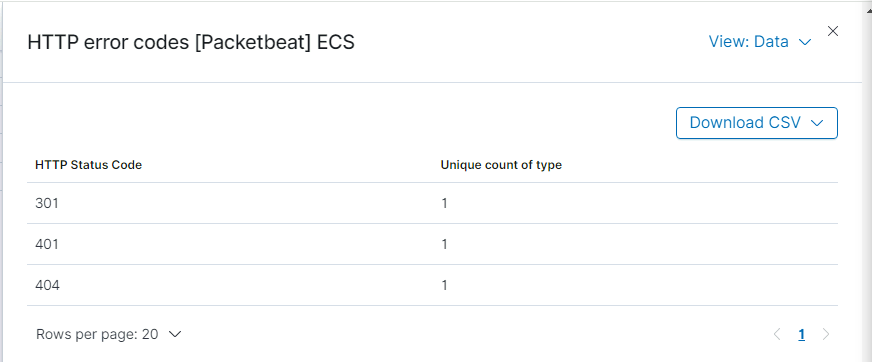 HTTP error codes [Packetbeat] ECS
View: Data
Download CSV
HTTP Status Code Unique count of type
301 1
401 1
404 1
Rows per page: 20
1